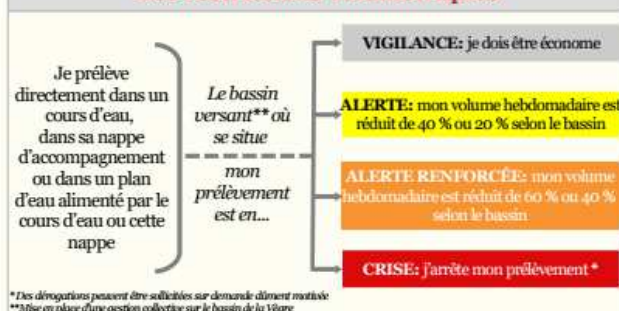 Je prélève
directement dans un
cours d'eau,
dans sa nappe
d'accompagnement
ou dans un plan
d'eau alimenté par le
cours d'eau ou cette
nappe
Le bassin
versant** où
se situe
mon
prélèvement
est en...
VIGILANCE: je dois être économe
ALERTE: mon volume hebdomadaire est
réduit de 40 % ou 20 % selon le bassin
ALERTE RENFORCÉE: mon volume
hebdomadaire est réduit de 60 % ou 40 %
selon le bassin
CRISE: j'arrête mon prélèvement *
*Des dérogations peuvent être sollicitées sur demande dûment motivée
**Mise en place d'une gestion collective sur le bassin de la Vègre